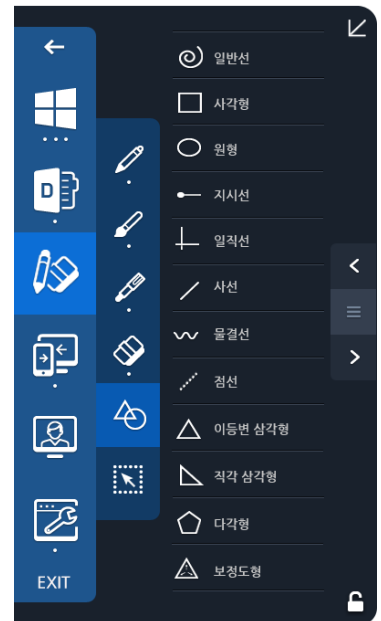 일반선
사각형
원형
지시선
일직선
사선
물결선
점선
이등변 삼각형
직각 삼각형
다각형
보정도형
D
EXIT